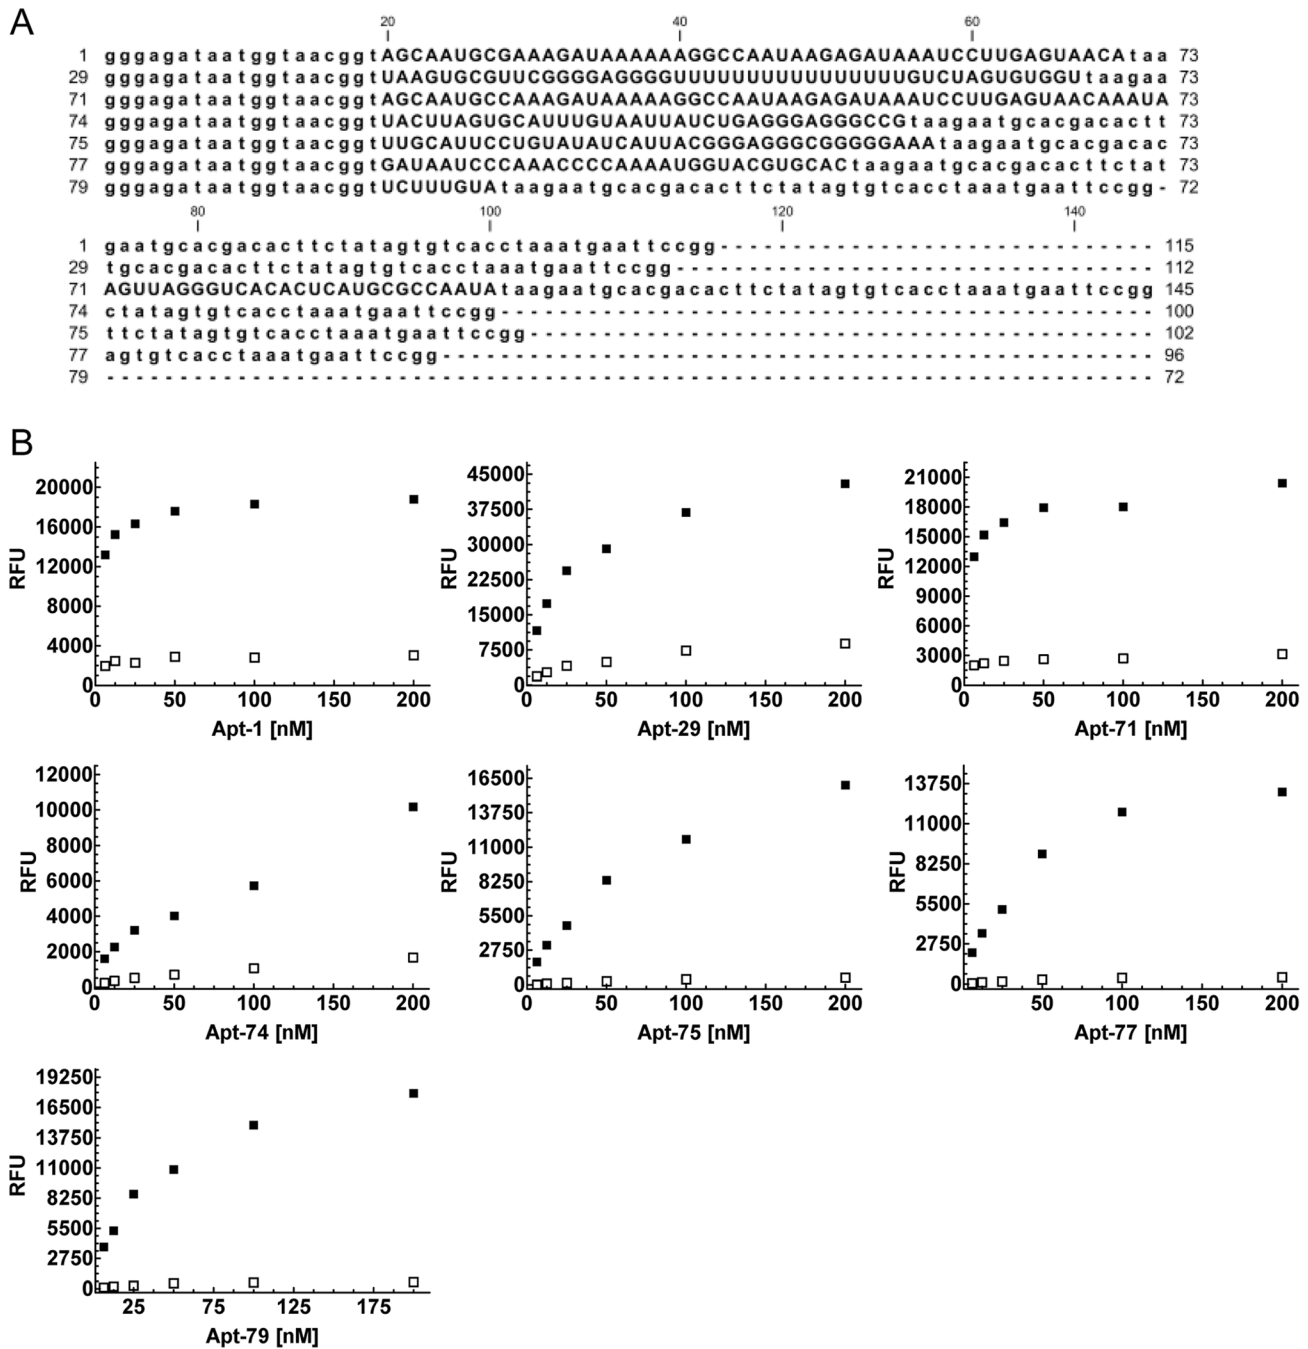 A
20 40 60
1 gggagataatggtaacggtAGCAAUGCGAAAGAUAAAAAAGGCCAAUAAGAGAUAAAUCCUUGAGUAACAtaa 73
29 gggagataatggtaacggtUAAGUGCGUUCGGGGAGGGGUUUUUUUUUUUUUUUUGUCUAGUGUGGUtaagaa 73
71 gggagataatggtaacggtAGCAAUGCCAAAGAUAAAAAGGCCAAUAAGAGAUAAAUCCUUGAGUAACAAAUA 73
74 gggagataatggtaacggtUACUUAGUGCAUUUGUAAUUAUCUGAGGGAGGGCCGtaagaatgcacgacactt 73
75 gggagataatggtaacggtUUGCAUUCCUGUAUAUCAUUACGGGAGGGCGGGGGAAAtaagaatgcacgacac 73
77 gggagataatggtaacggtGAUAAUCCCAAACCCCAAAAUGGUACGUGCACtaagaatgcacgacacttctat 73
79 gggagataatggtaacggtUCUUUGUAtaagaatgcacgacacttctatagtgtcacctaaatgaattccgg- 72
80 100 120 140
1 gaatgcacgacacttctatagtgtcacctaaatgaattccgg------------------------------ 115
29 tgcacgacacttctatagtgtcacctaaatgaattccgg--------------------------------- 112
71 AGUUAGGGUCACACUCAUGCGCCAAUAtaagaatgcacgacacttctatagtgtcacctaaatgaattccgg 145
74 ctatagtgtcacctaaatgaattccgg--------------------------------------------- 100
75 ttctatagtgtcacctaaatgaattccgg------------------------------------------- 102
77 agtgtcacctaaatgaattccgg------------------------------------------------- 96
79 ------------------------------------------------------------------------ 72
B
RFU
20000
16000
12000
8000
4000
0
0 50 100 150 200
Apt-1 [nM]
RFU
45000
37500
30000
22500
15000
7500
0
0 50 100 150 200
Apt-29 [nM]
RFU
21000
18000
15000
12000
9000
6000
3000
0
0 50 100 150 200
Apt-71 [nM]
RFU
12000
10000
8000
6000
4000
2000
0
0 50 100 150 200
Apt-74 [nM]
RFU
16500
13750
11000
8250
5500
2750
0
0 50 100 150 200
Apt-75 [nM]
RFU
13750
11000
8250
5500
2750
0
50 100 150 200
Apt-77 [nM]
RFU
19250
16500
13750
11000
8250
5500
2750
0
25 75 125 175
Apt-79 [nM]